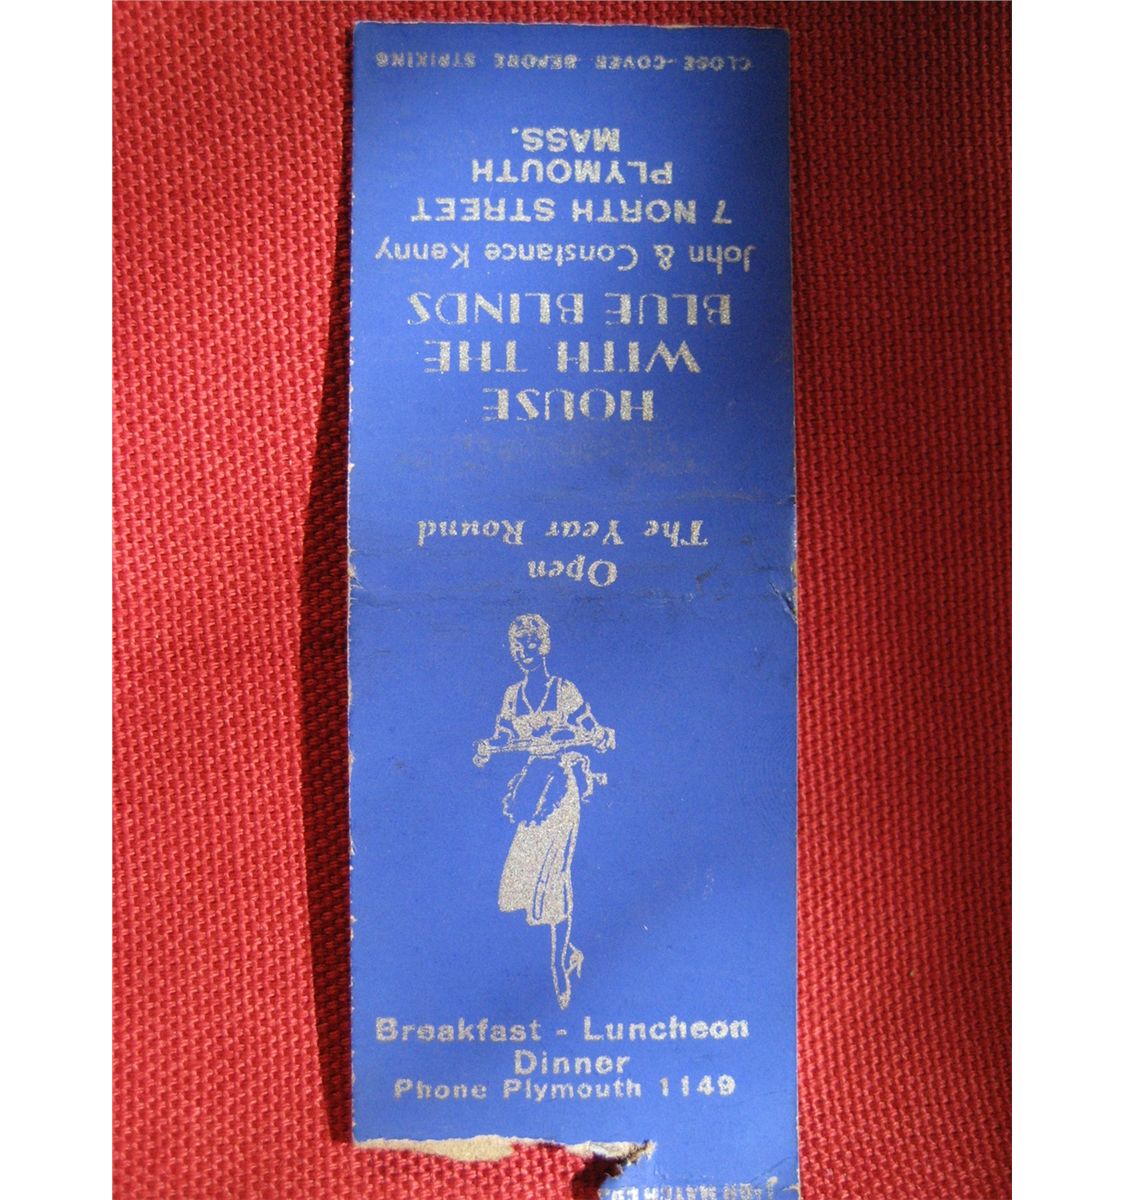 CLOSE COVER BEFORE STRIKING
HOUSE
WITH THE
BLUE BLINDS
John & Constance Kenny
7 NORTH STREET
PLYMOUTH
MASS.
Open
The Year Round
Breakfast - Luncheon
Dinner
Phone Plymouth 1149
MATCH